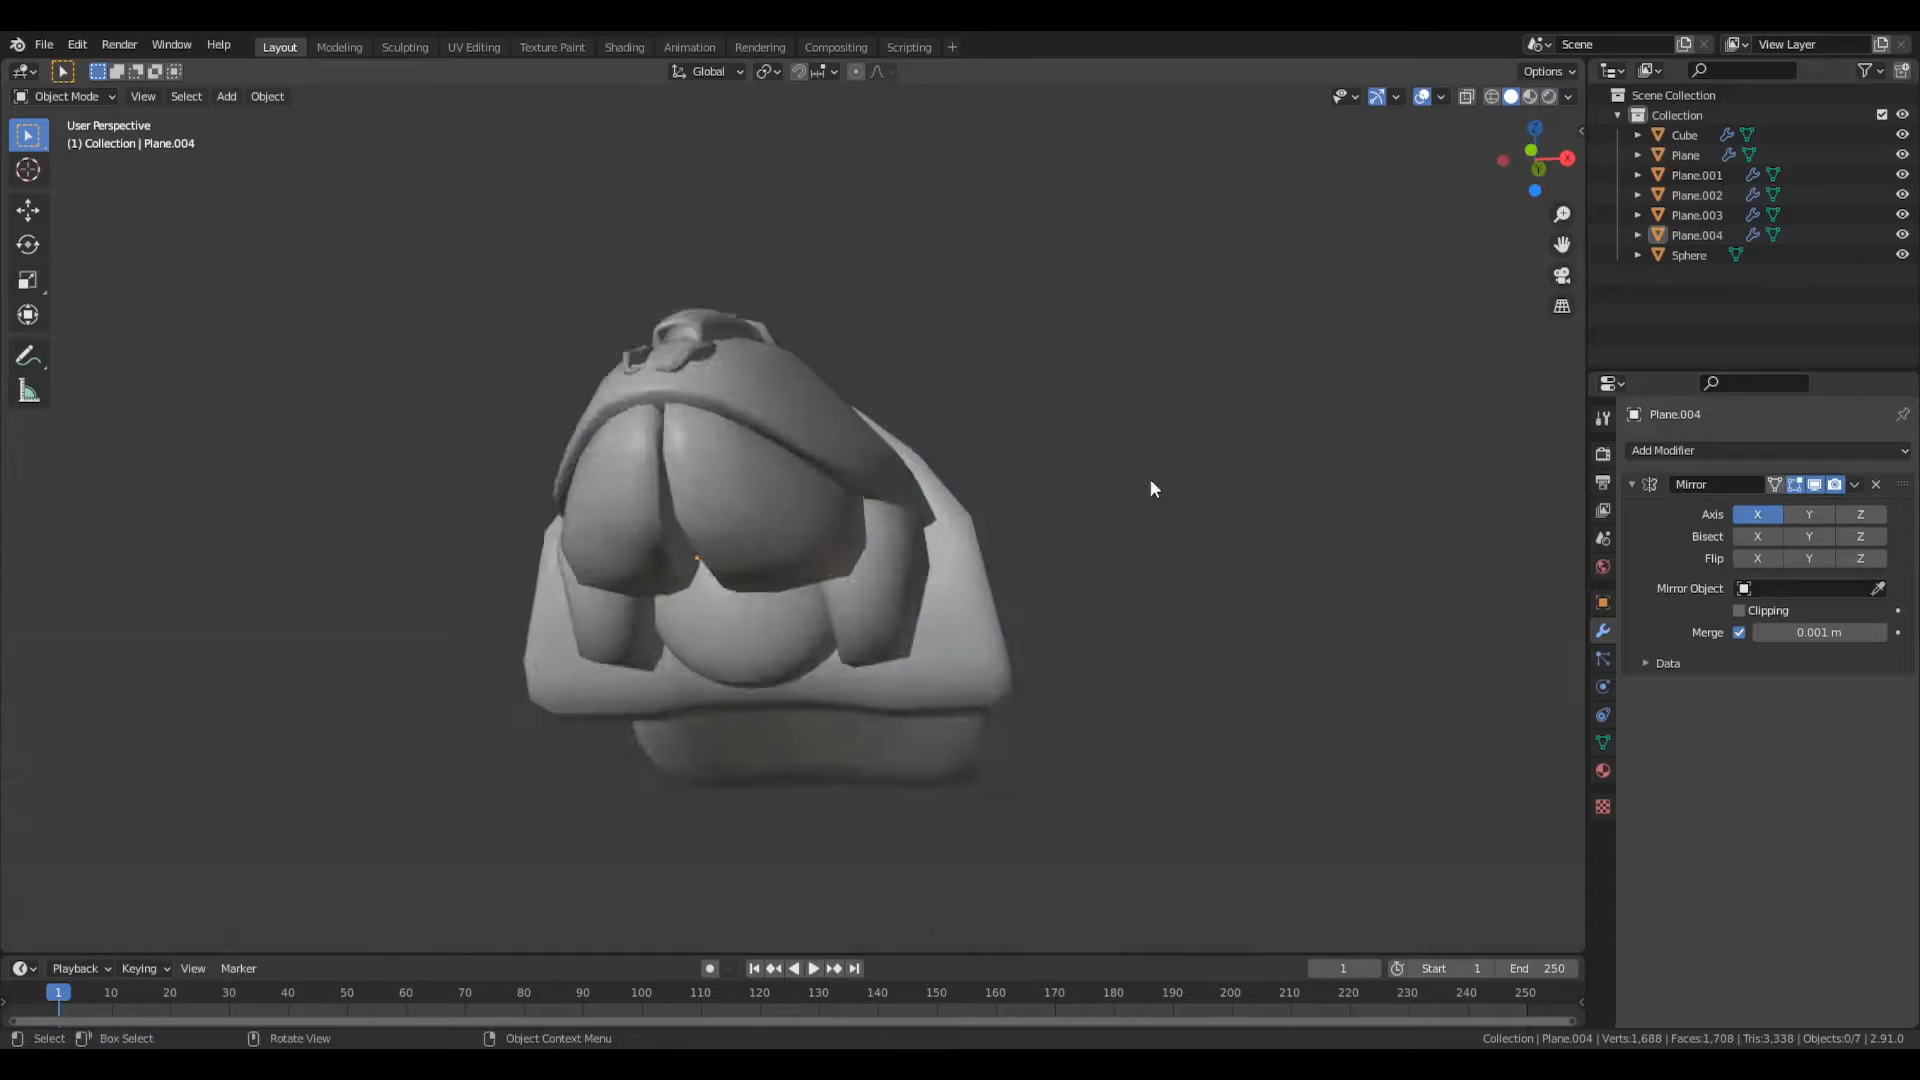 File Edit Render Window Help Layout Modeling Sculpting UV Editing Texture Paint Shading Animation Rendering Compositing Scripting + Scene View Layer
Global Options
Object Mode View Select Add Object
User Perspective
(1) Collection | Plane.004
Z
X
Y
Scene Collection
Collection
Cube
Plane
Plane.001
Plane.002
Plane.003
Plane.004
Sphere
Plane.004
Add Modifier
Mirror
Axis X Y Z
Bisect X Y Z
Flip X Y Z
Mirror Object
Clipping
Merge 0.001 m
Data
Playback Keying View Marker 1 Start 1 End 250
1 10 20 30 40 50 60 70 80 90 100 110 120 130 140 150 160 170 180 190 200 210 220 230 240 250
Select Box Select Rotate View Object Context Menu Collection | Plane.004 | Verts:1,688 | Faces:1,708 | Tris:3,338 | Objects:0/7 | 2.91.0